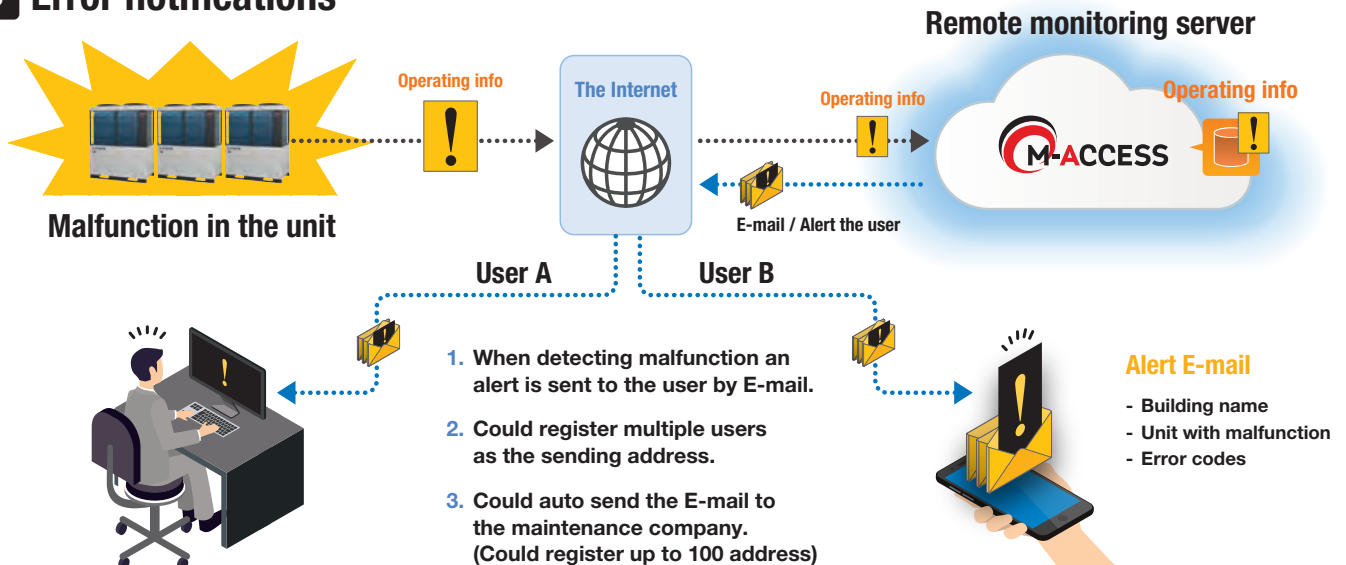 Error notifications
Remote monitoring server
Operating info
The Internet
Operating info
Operating info
M-ACCESS
E-mail / Alert the user
Malfunction in the unit
User A
User B
1. When detecting malfunction an
alert is sent to the user by E-mail.
2. Could register multiple users
as the sending address.
3. Could auto send the E-mail to
the maintenance company.
(Could register up to 100 address)
Alert E-mail
- Building name
- Unit with malfunction
- Error codes